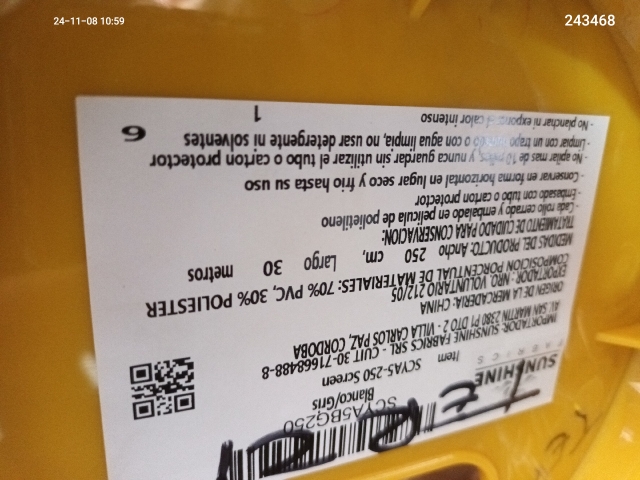 24-11-08 10:59
243468
SCYA5BG250
Blanco/Gris
SUNSHINE
FABRICS
Item SCYA5-250 Screen
IMPORTADOR: SUNSHINE FABRICS SRL - CUIT 30-71668488-8
AV. SAN MARTIN 2380 P1 DTO 2 - VILLA CARLOS PAZ, CORDOBA
ORIGEN DE LA MERCADERIA: CHINA
EXPORTADOR - NRO. VOLUNTARIO 212/05
COMPOSICION PORCENTUAL DE MATERIALES: 70% PVC, 30% POLIESTER
MEDIDAS DEL PRODUCTO: Ancho 250 cm, Largo 30 metros
TRATAMIENTO DE CUIDADO PARA CONSERVACION:
- Cada rollo cerrado y embalado en pelicula de polietileno
- Embasado con tubo o carton protector
- Conservar en forma horizontal en lugar seco y frio hasta su uso
- No apilar mas de 10 y nunca guardar sin utilizar el tubo o carton protector
- Limpiar con un trapo o con agua limpia, no usar detergente ni solventes
- No planchar ni exponer al calor intenso
1
6